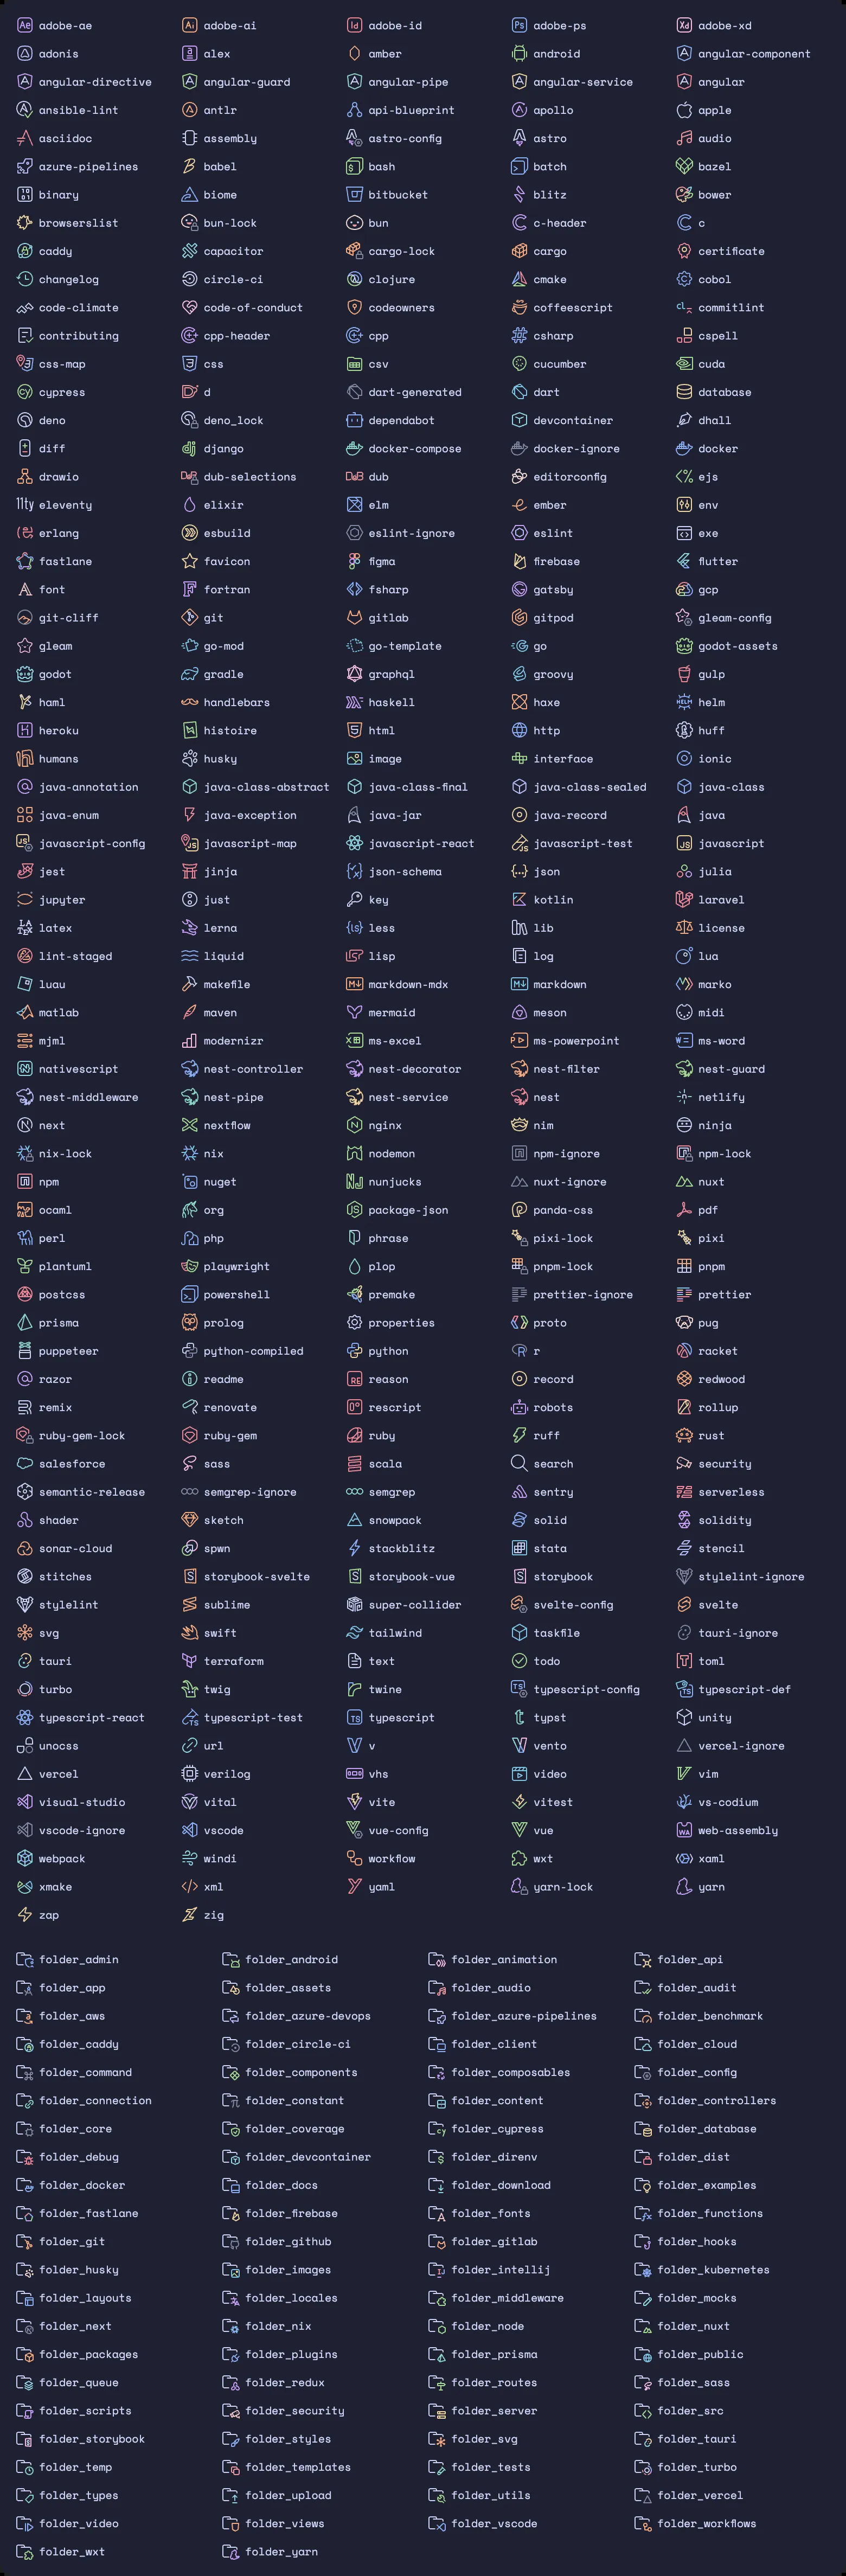 adobe-ae adobe-ai adobe-id adobe-ps adobe-xd
adonis alex amber android angular-component
angular-directive angular-guard angular-pipe angular-service angular
ansible-lint antlr api-blueprint apollo apple
asciidoc assembly astro-config astro audio
azure-pipelines babel bash batch bazel
binary biome bitbucket blitz bower
browserslist bun-lock bun c-header c
caddy capacitor cargo-lock cargo certificate
changelog circle-ci clojure cmake cobol
code-climate code-of-conduct codeowners coffeescript commitlint
contributing cpp-header cpp csharp cspell
css-map css csv cucumber cuda
cypress d dart-generated dart database
deno deno_lock dependabot devcontainer dhall
diff django docker-compose docker-ignore docker
drawio dub-selections dub editorconfig ejs
eleventy elixir elm ember env
erlang esbuild eslint-ignore eslint exe
fastlane favicon figma firebase flutter
font fortran fsharp gatsby gcp
git-cliff git gitlab gitpod gleam-config
gleam go-mod go-template go godot-assets
godot gradle graphql groovy gulp
haml handlebars haskell haxe helm
heroku histoire html http huff
humans husky image interface ionic
java-annotation java-class-abstract java-class-final java-class-sealed java-class
java-enum java-exception java-jar java-record java
javascript-config javascript-map javascript-react javascript-test javascript
jest jinja json-schema json julia
jupyter just key kotlin laravel
latex lerna less lib license
lint-staged liquid lisp log lua
luau makefile markdown-mdx markdown marko
matlab maven mermaid meson midi
mjml modernizr ms-excel ms-powerpoint ms-word
nativescript nest-controller nest-decorator nest-filter nest-guard
nest-middleware nest-pipe nest-service nest netlify
next nextflow nginx nim ninja
nix-lock nix nodemon npm-ignore npm-lock
npm nuget nunjucks nuxt-ignore nuxt
ocaml org package-json panda-css pdf
perl php phrase pixi-lock pixi
plantuml playwright plop pnpm-lock pnpm
postcss powershell premake prettier-ignore prettier
prisma prolog properties proto pug
puppeteer python-compiled python r racket
razor readme reason record redwood
remix renovate rescript robots rollup
ruby-gem-lock ruby-gem ruby ruff rust
salesforce sass scala search security
semantic-release semgrep-ignore semgrep sentry serverless
shader sketch snowpack solid solidity
sonar-cloud spwn stackblitz stata stencil
stitches storybook-svelte storybook-vue storybook stylelint-ignore
stylelint sublime super-collider svelte-config svelte
svg swift tailwind taskfile tauri-ignore
tauri terraform text todo toml
turbo twig twine typescript-config typescript-def
typescript-react typescript-test typescript typst unity
unocss url v vento vercel-ignore
vercel verilog vhs video vim
visual-studio vital vite vitest vs-codium
vscode-ignore vscode vue-config vue web-assembly
webpack windi workflow wxt xaml
xmake xml yaml yarn-lock yarn
zap zig
folder_admin folder_android folder_animation folder_api
folder_app folder_assets folder_audio folder_audit
folder_aws folder_azure-devops folder_azure-pipelines folder_benchmark
folder_caddy folder_circle-ci folder_client folder_cloud
folder_command folder_components folder_composables folder_config
folder_connection folder_constant folder_content folder_controllers
folder_core folder_coverage folder_cypress folder_database
folder_debug folder_devcontainer folder_direnv folder_dist
folder_docker folder_docs folder_download folder_examples
folder_fastlane folder_firebase folder_fonts folder_functions
folder_git folder_github folder_gitlab folder_hooks
folder_husky folder_images folder_intellij folder_kubernetes
folder_layouts folder_locales folder_middleware folder_mocks
folder_next folder_nix folder_node folder_nuxt
folder_packages folder_plugins folder_prisma folder_public
folder_queue folder_redux folder_routes folder_sass
folder_scripts folder_security folder_server folder_src
folder_storybook folder_styles folder_svg folder_tauri
folder_temp folder_templates folder_tests folder_turbo
folder_types folder_upload folder_utils folder_vercel
folder_video folder_views folder_vscode folder_workflows
folder_wxt folder_yarn